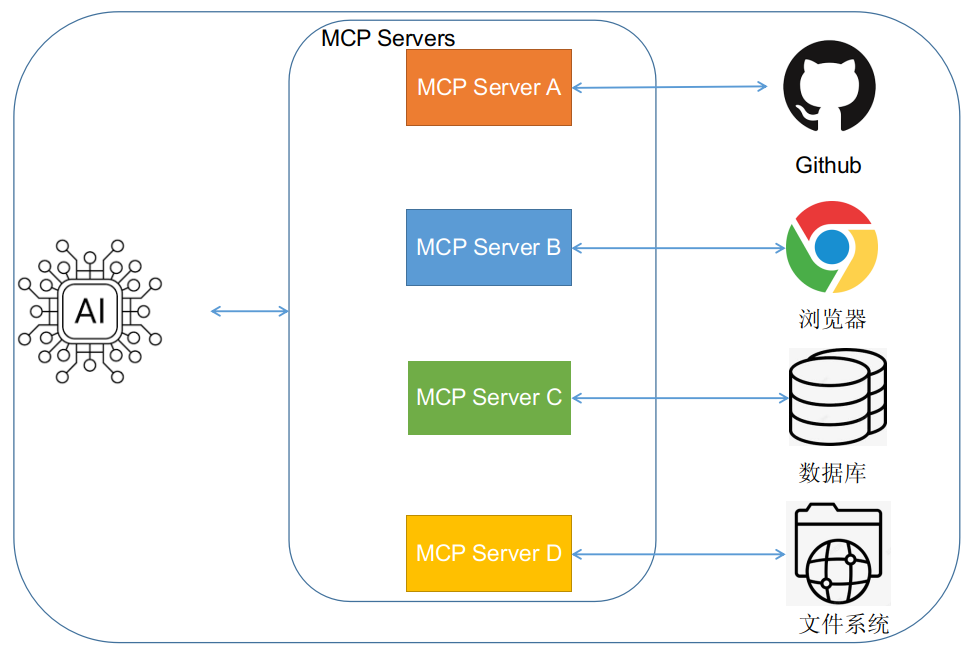 MCP Servers
MCP Server A
Github
MCP Server B
浏览器
AI
MCP Server C
数据库
MCP Server D
文件系统